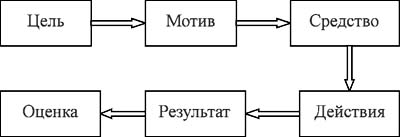 Цель
Мотив
Средство
Действия
Результат
Оценка